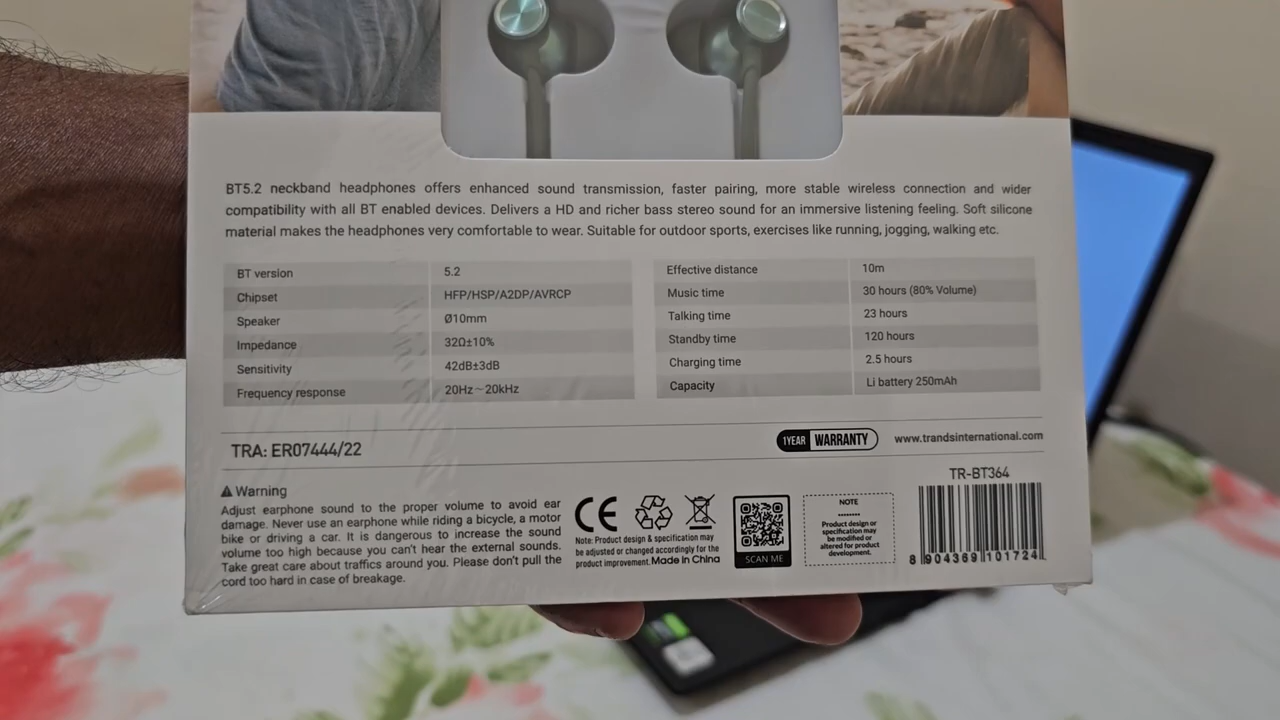 BT5.2 neckband headphones offers enhanced sound transmission, faster pairing, more stable wireless connection and wider
compatibility with all BT enabled devices. Delivers a HD and richer bass stereo sound for an immersive listening feeling. Soft silicone
material makes the headphones very comfortable to wear. Suitable for outdoor sports, exercises like running, jogging, walking etc.
BT version 5.2
Chipset HFP/HSP/A2DP/AVRCP
Speaker Ø10mm
Impedance 32Ω±10%
Sensitivity 42dB±3dB
Frequency response 20Hz~20kHz
Effective distance 10m
Music time 30 hours (80% Volume)
Talking time 23 hours
Standby time 120 hours
Charging time 2.5 hours
Capacity Li battery 250mAh
TRA: ER07444/22
1YEAR WARRANTY
www.trandsinternational.com
Warning
Adjust earphone sound to the proper volume to avoid ear
damage. Never use an earphone while riding a bicycle, a motor
bike or driving a car. It is dangerous to increase the sound
volume too high because you can't hear the external sounds.
Take great care about traffics around you. Please don't pull the
cord too hard in case of breakage.
CE
Note: Product design & specification may
be adjusted or changed accordingly for the
product improvement. Made in China
SCAN ME
NOTE
Product design or
specification may
be modified or
altered for product
development.
TR-BT364
8 904369 101724